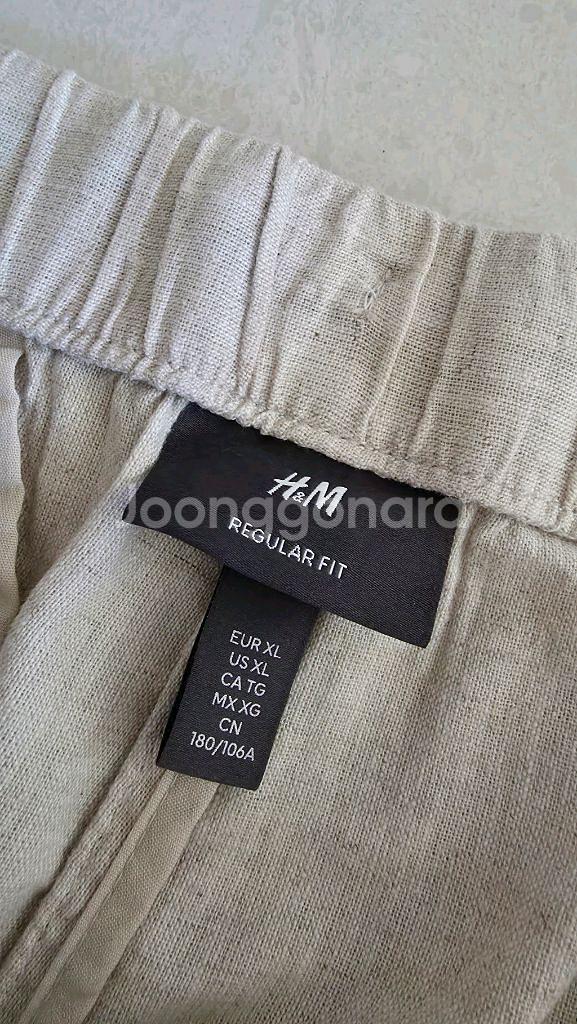 H&M
Joonggonara
REGULAR FIT
EUR XL
US XL
CA TG
MX XG
CN
180/106A